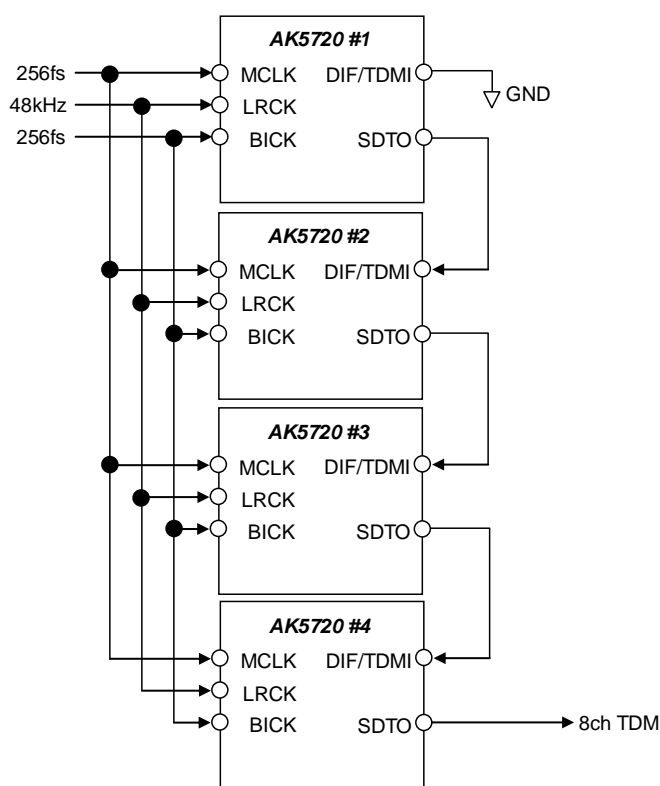 AK5720 #1
256fs MCLK DIF/TDMI GND
48kHz LRCK
256fs BICK SDTO
AK5720 #2
MCLK DIF/TDMI
LRCK
BICK SDTO
AK5720 #3
MCLK DIF/TDMI
LRCK
BICK SDTO
AK5720 #4
MCLK DIF/TDMI
LRCK
BICK SDTO 8ch TDM